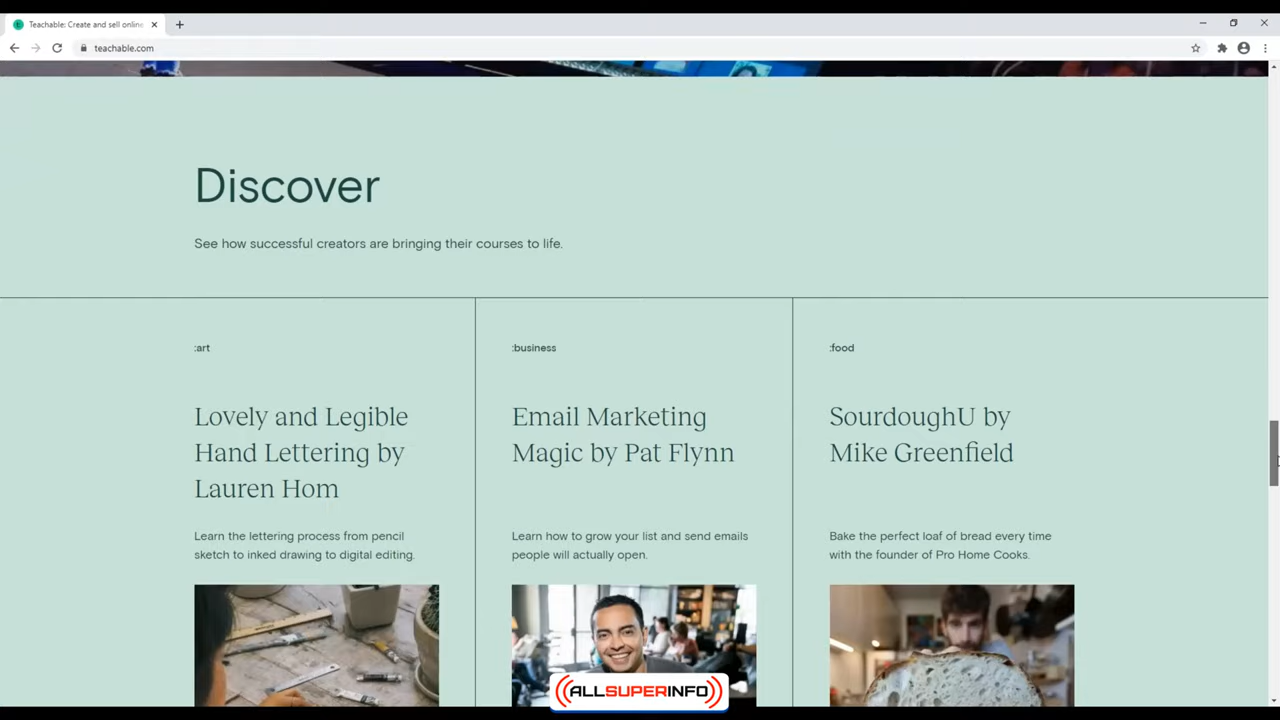 Teachable: Create and sell online
teachable.com
Discover
See how successful creators are bringing their courses to life.
:art
Lovely and Legible
Hand Lettering by
Lauren Hom
Learn the lettering process from pencil
sketch to inked drawing to digital editing.
:business
Email Marketing
Magic by Pat Flynn
Learn how to grow your list and send emails
people will actually open.
:food
SourdoughU by
Mike Greenfield
Bake the perfect loaf of bread every time
with the founder of Pro Home Cooks.
ALLSUPERINFO